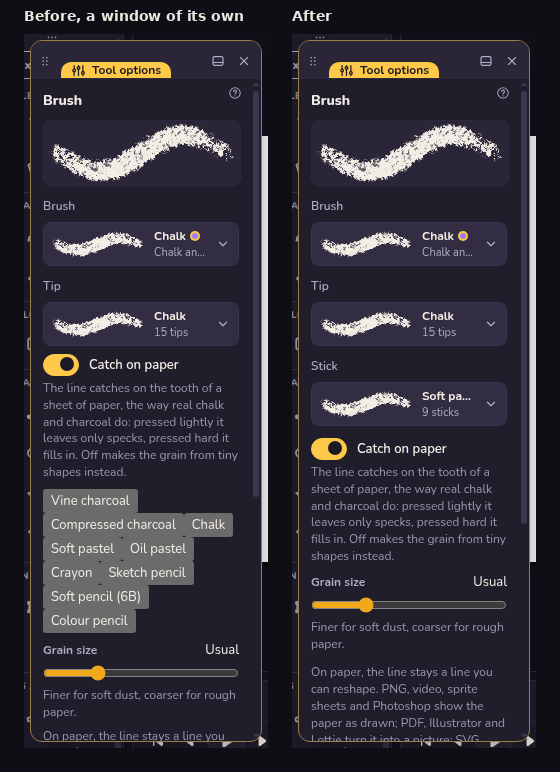 Before, a window of its own
Tool options
Brush
Brush
Chalk
Chalk an...
Tip
Chalk
15 tips
Catch on paper
The line catches on the tooth of a
sheet of paper, the way real chalk
and charcoal do: pressed lightly it
leaves only specks, pressed hard it
fills in. Off makes the grain from tiny
shapes instead.
Vine charcoal
Compressed charcoal Chalk
Soft pastel Oil pastel
Crayon Sketch pencil
Soft pencil (6B)
Colour pencil
Grain size Usual
Finer for soft dust, coarser for rough
paper.
On paper, the line stays a line you
After
Tool options
Brush
Brush
Chalk
Chalk an...
Tip
Chalk
15 tips
Stick
Soft pa...
9 sticks
Catch on paper
The line catches on the tooth of a
sheet of paper, the way real chalk
and charcoal do: pressed lightly it
leaves only specks, pressed hard it
fills in. Off makes the grain from tiny
shapes instead.
Grain size Usual
Finer for soft dust, coarser for rough
paper.
On paper, the line stays a line you
can reshape. PNG, video, sprite
sheets and Photoshop show the
paper as drawn; PDF, Illustrator and
Lottie turn it into a picture; SVG